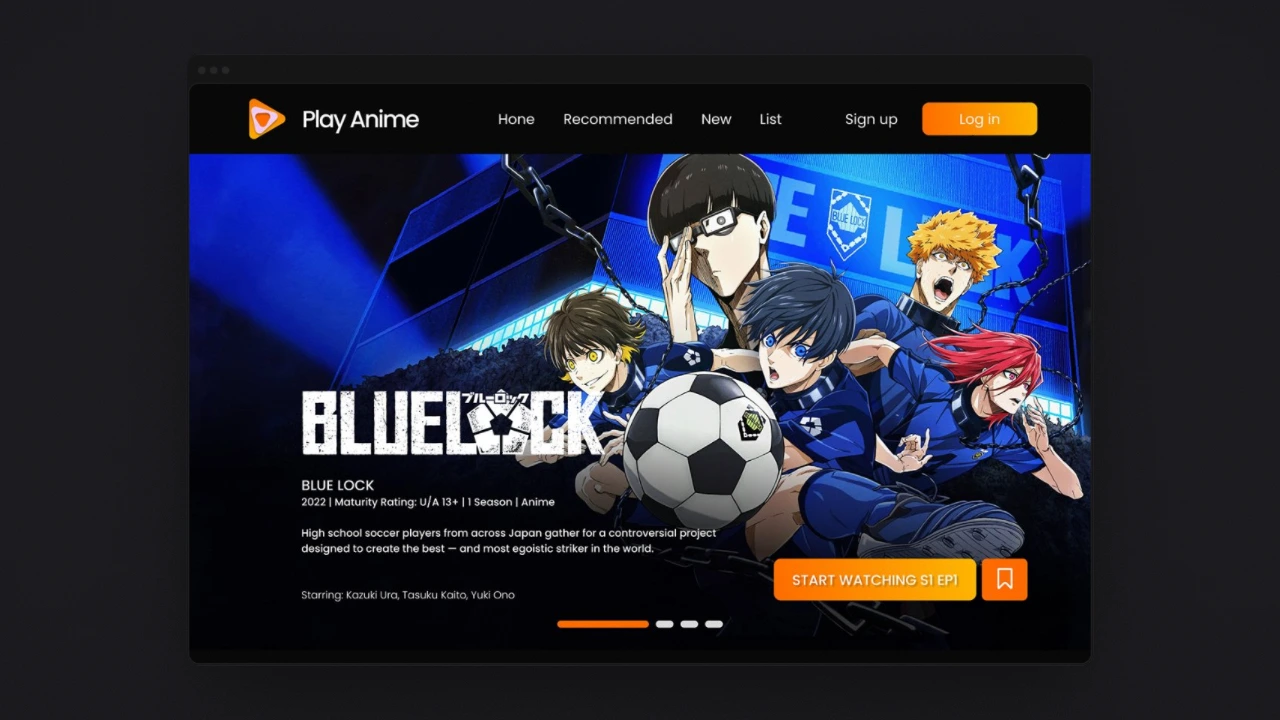 Play Anime
Home Recommended New List Sign up Log in
BLUE LOCK
BLUE LOCK
ブルーロック
BLUELOCK
BLUE LOCK
2022 | Maturity Rating: U/A 13+ | 1 Season | Anime
High school soccer players from across Japan gather for a controversial project
designed to create the best — and most egoistic striker in the world.
START WATCHING S1 EP1
Starring: Kazuki Ura, Tasuku Kaito, Yuki Ono